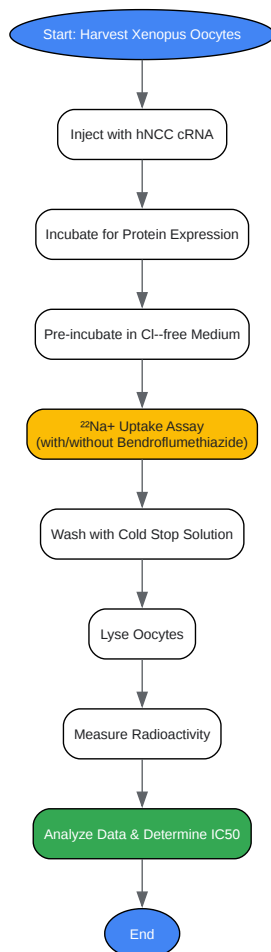 Start: Harvest Xenopus Oocytes
Inject with hNCC cRNA
Incubate for Protein Expression
Pre-incubate in Cl--free Medium
²²Na+ Uptake Assay
(with/without Bendroflumethiazide)
Wash with Cold Stop Solution
Lyse Oocytes
Measure Radioactivity
Analyze Data & Determine IC50
End